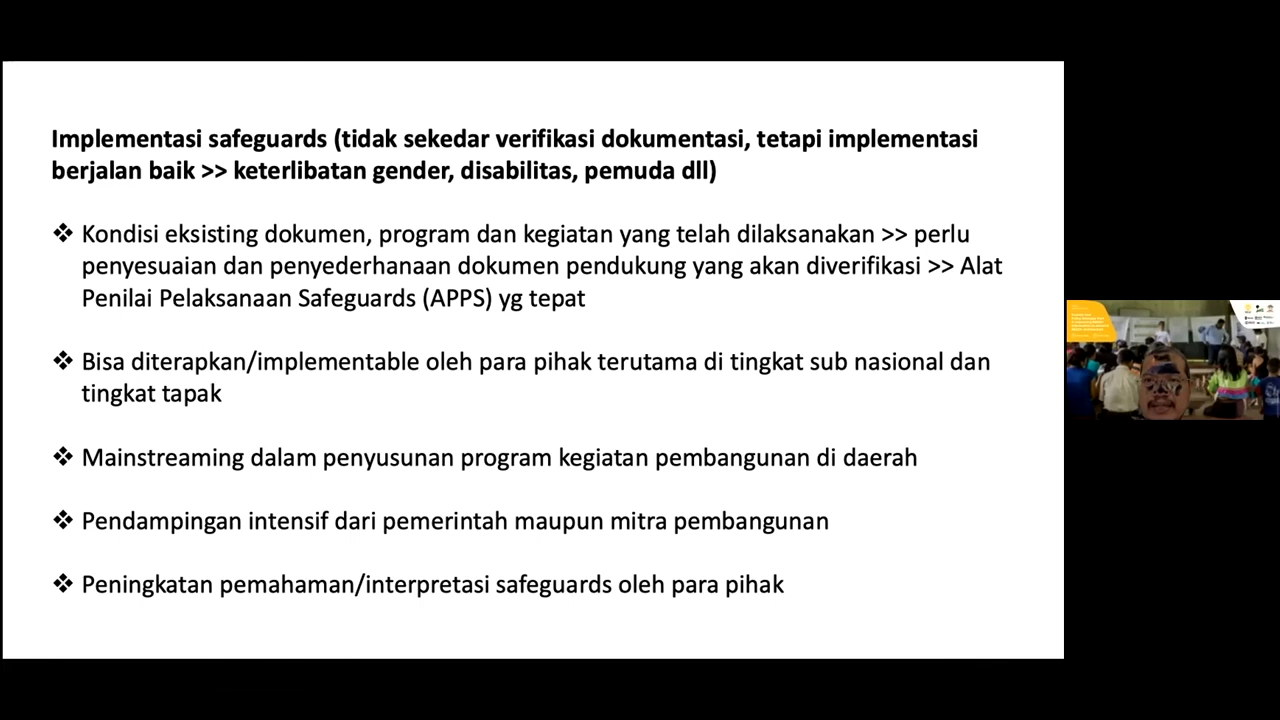 Implementasi safeguards (tidak sekedar verifikasi dokumentasi, tetapi implementasi
berjalan baik >> keterlibatan gender, disabilitas, pemuda dll)
❖ Kondisi eksisting dokumen, program dan kegiatan yang telah dilaksanakan >> perlu
penyesuaian dan penyederhanaan dokumen pendukung yang akan diverifikasi >> Alat
Penilai Pelaksanaan Safeguards (APPS) yg tepat
❖ Bisa diterapkan/implementable oleh para pihak terutama di tingkat sub nasional dan
tingkat tapak
❖ Mainstreaming dalam penyusunan program kegiatan pembangunan di daerah
❖ Pendampingan intensif dari pemerintah maupun mitra pembangunan
❖ Peningkatan pemahaman/interpretasi safeguards oleh para pihak